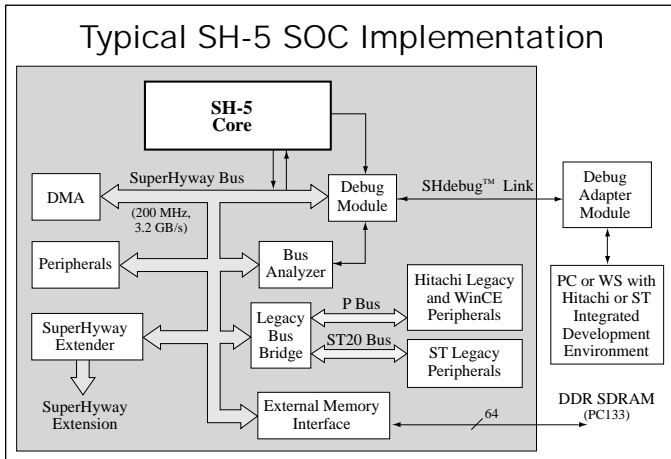 Typical SH-5 SOC Implementation
SH-5
Core
SuperHyway Bus
(200 MHz,
3.2 GB/s)
DMA
Debug
Module
SHdebug™ Link
Debug
Adapter
Module
Peripherals
Bus
Analyzer
P Bus
Hitachi Legacy
and WinCE
Peripherals
PC or WS with
Hitachi or ST
Integrated
Development
Environment
SuperHyway
Extender
Legacy
Bus
Bridge
ST20 Bus
ST Legacy
Peripherals
SuperHyway
Extension
External Memory
Interface
64
DDR SDRAM
(PC133)